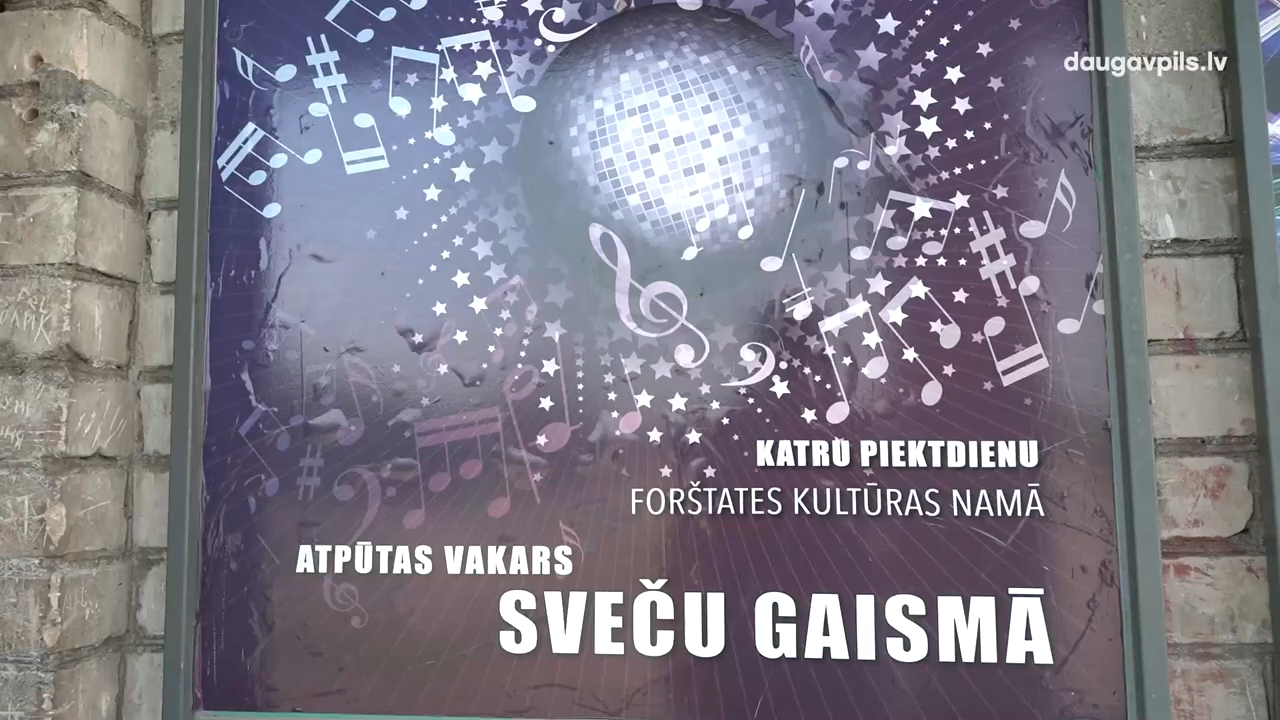 daugavpils.lv
KATRU PIEKTDIENU
FORŠTATES KULTŪRAS NAMĀ
ATPŪTAS VAKARS
SVEČU GAISMĀ